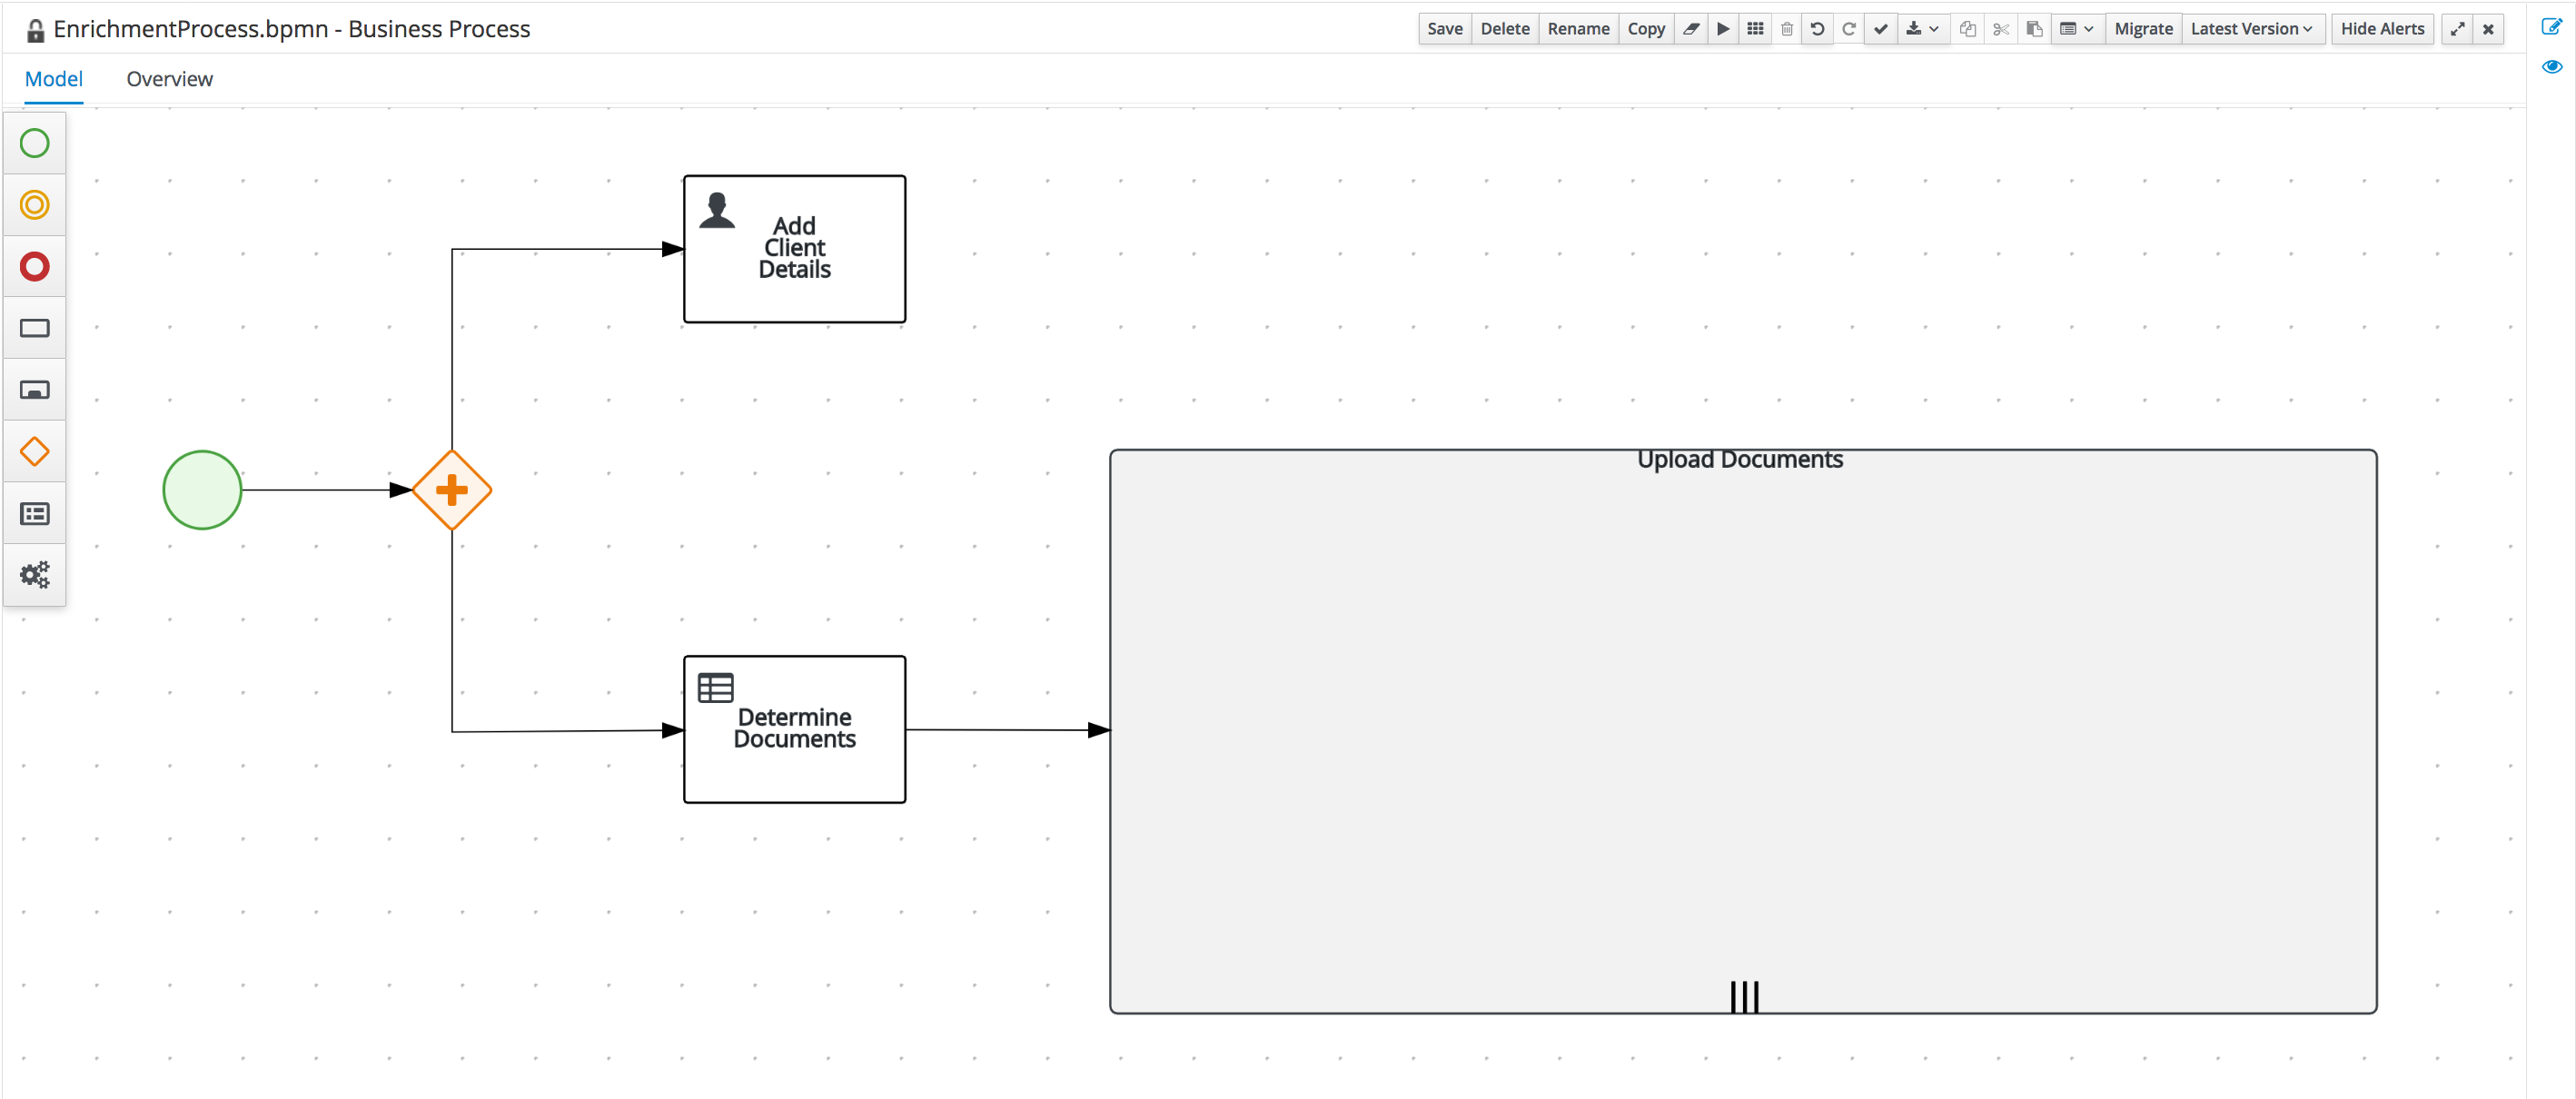 EnrichmentProcess.bpmn - Business Process
Save Delete Rename Copy Migrate Latest Version Hide Alerts
Model Overview
Add
Client
Details
Upload Documents
Determine
Documents